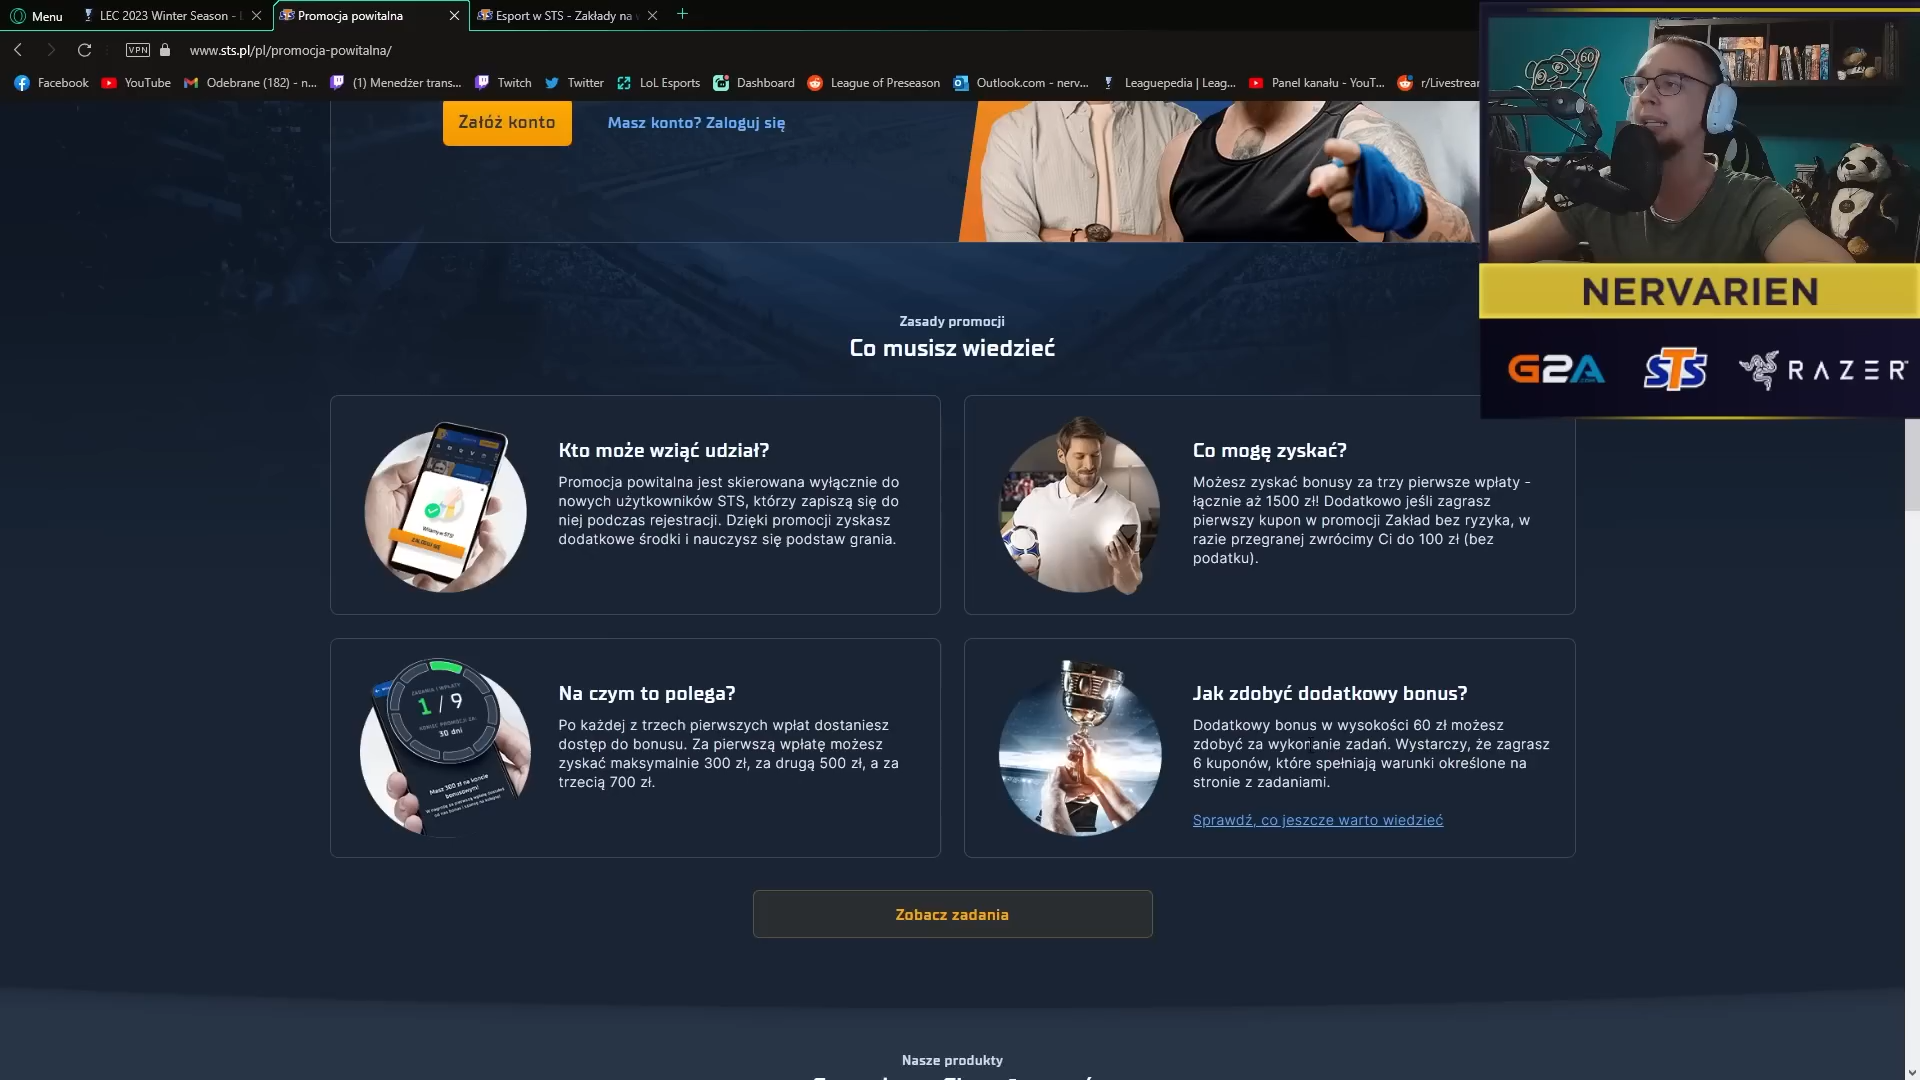 Menu
LEC 2023 Winter Season - L
Promocja powitalna
Esport w STS - Zakłady na w
VPN
www.sts.pl/pl/promocja-powitalna/
Facebook
YouTube
Odebrane (182) - n...
(1) Menedżer trans...
Twitch
Twitter
LoL Esports
Dashboard
League of Preseason
Outlook.com - nerv...
Leaguepedia | Leag...
Panel kanału - YouT...
r/Livestream
60
Załóż konto
Masz konto? Zaloguj się
NERVARIEN
G2A
STS
RAZER
Zasady promocji
Co musisz wiedzieć
Kto może wziąć udział?
Promocja powitalna jest skierowana wyłącznie do
nowych użytkowników STS, którzy zapiszą się do
niej podczas rejestracji. Dzięki promocji zyskasz
dodatkowe środki i nauczysz się podstaw grania.
Co mogę zyskać?
Możesz zyskać bonusy za trzy pierwsze wpłaty -
łącznie aż 1500 zł! Dodatkowo jeśli zagrasz
pierwszy kupon w promocji Zakład bez ryzyka, w
razie przegranej zwrócimy Ci do 100 zł (bez
podatku).
1 / 9
30 dni
Masz 300 zł na koncie
bonusowym!
Na czym to polega?
Po każdej z trzech pierwszych wpłat dostaniesz
dostęp do bonusu. Za pierwszą wpłatę możesz
zyskać maksymalnie 300 zł, za drugą 500 zł, a za
trzecią 700 zł.
Jak zdobyć dodatkowy bonus?
Dodatkowy bonus w wysokości 60 zł możesz
zdobyć za wykonanie zadań. Wystarczy, że zagrasz
6 kuponów, które spełniają warunki określone na
stronie z zadaniami.
Sprawdź, co jeszcze warto wiedzieć
Zobacz zadania
Nasze produkty